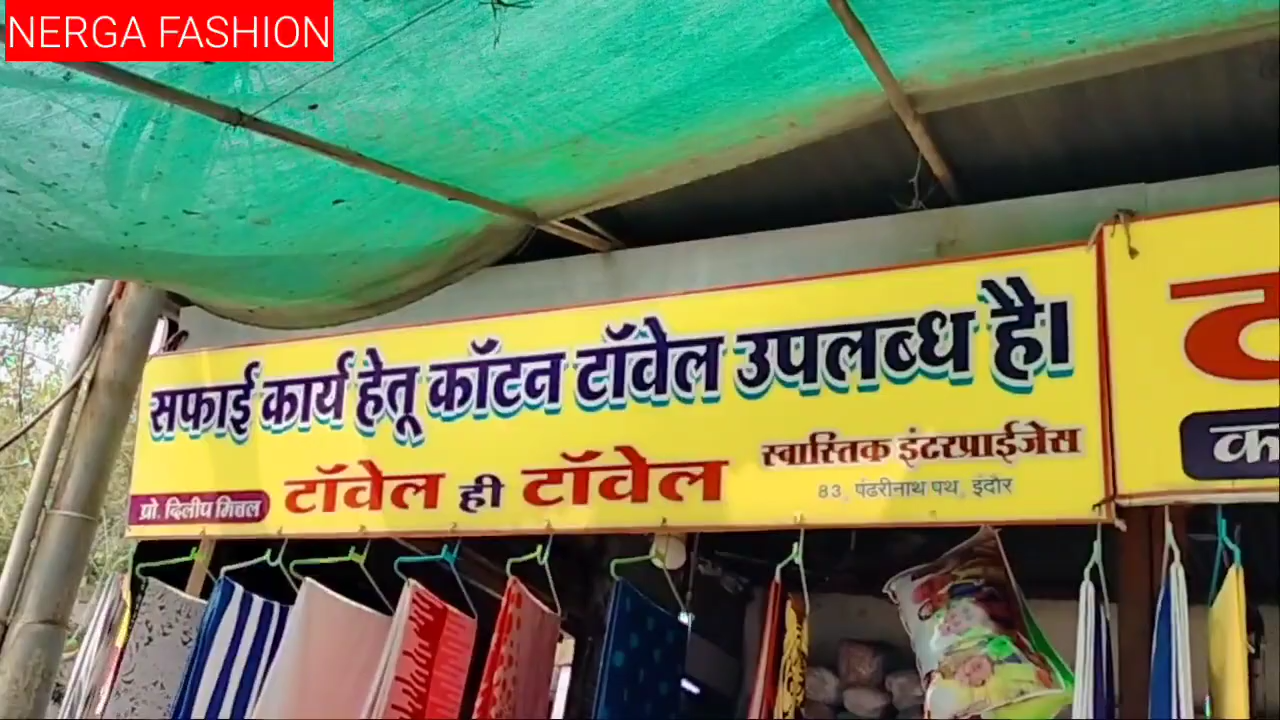 NERGA FASHION
सफाई कार्य हेतू कॉटन टॉवेल उपलब्ध है।
टॉवेल ही टॉवेल
स्वास्तिक इंटरप्राईजेस
83, पंढरीनाथ पथ, इंदौर
प्रो. दिलीप मित्तल